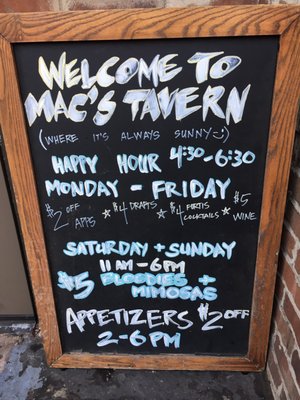 WELCOME TO
MAC'S TAVERN
(WHERE IT'S ALWAYS SUNNY :)
HAPPY HOUR 4:30-6:30
MONDAY - FRIDAY
$2 OFF APPS ☆ $4 DRAFTS ☆ $4 FIRTIS COCKTAILS ☆ $5 WINE
SATURDAY + SUNDAY
11 AM - 6 PM
$5 BLOODIES + MIMOSAS
APPETIZERS $2 OFF
2-6PM